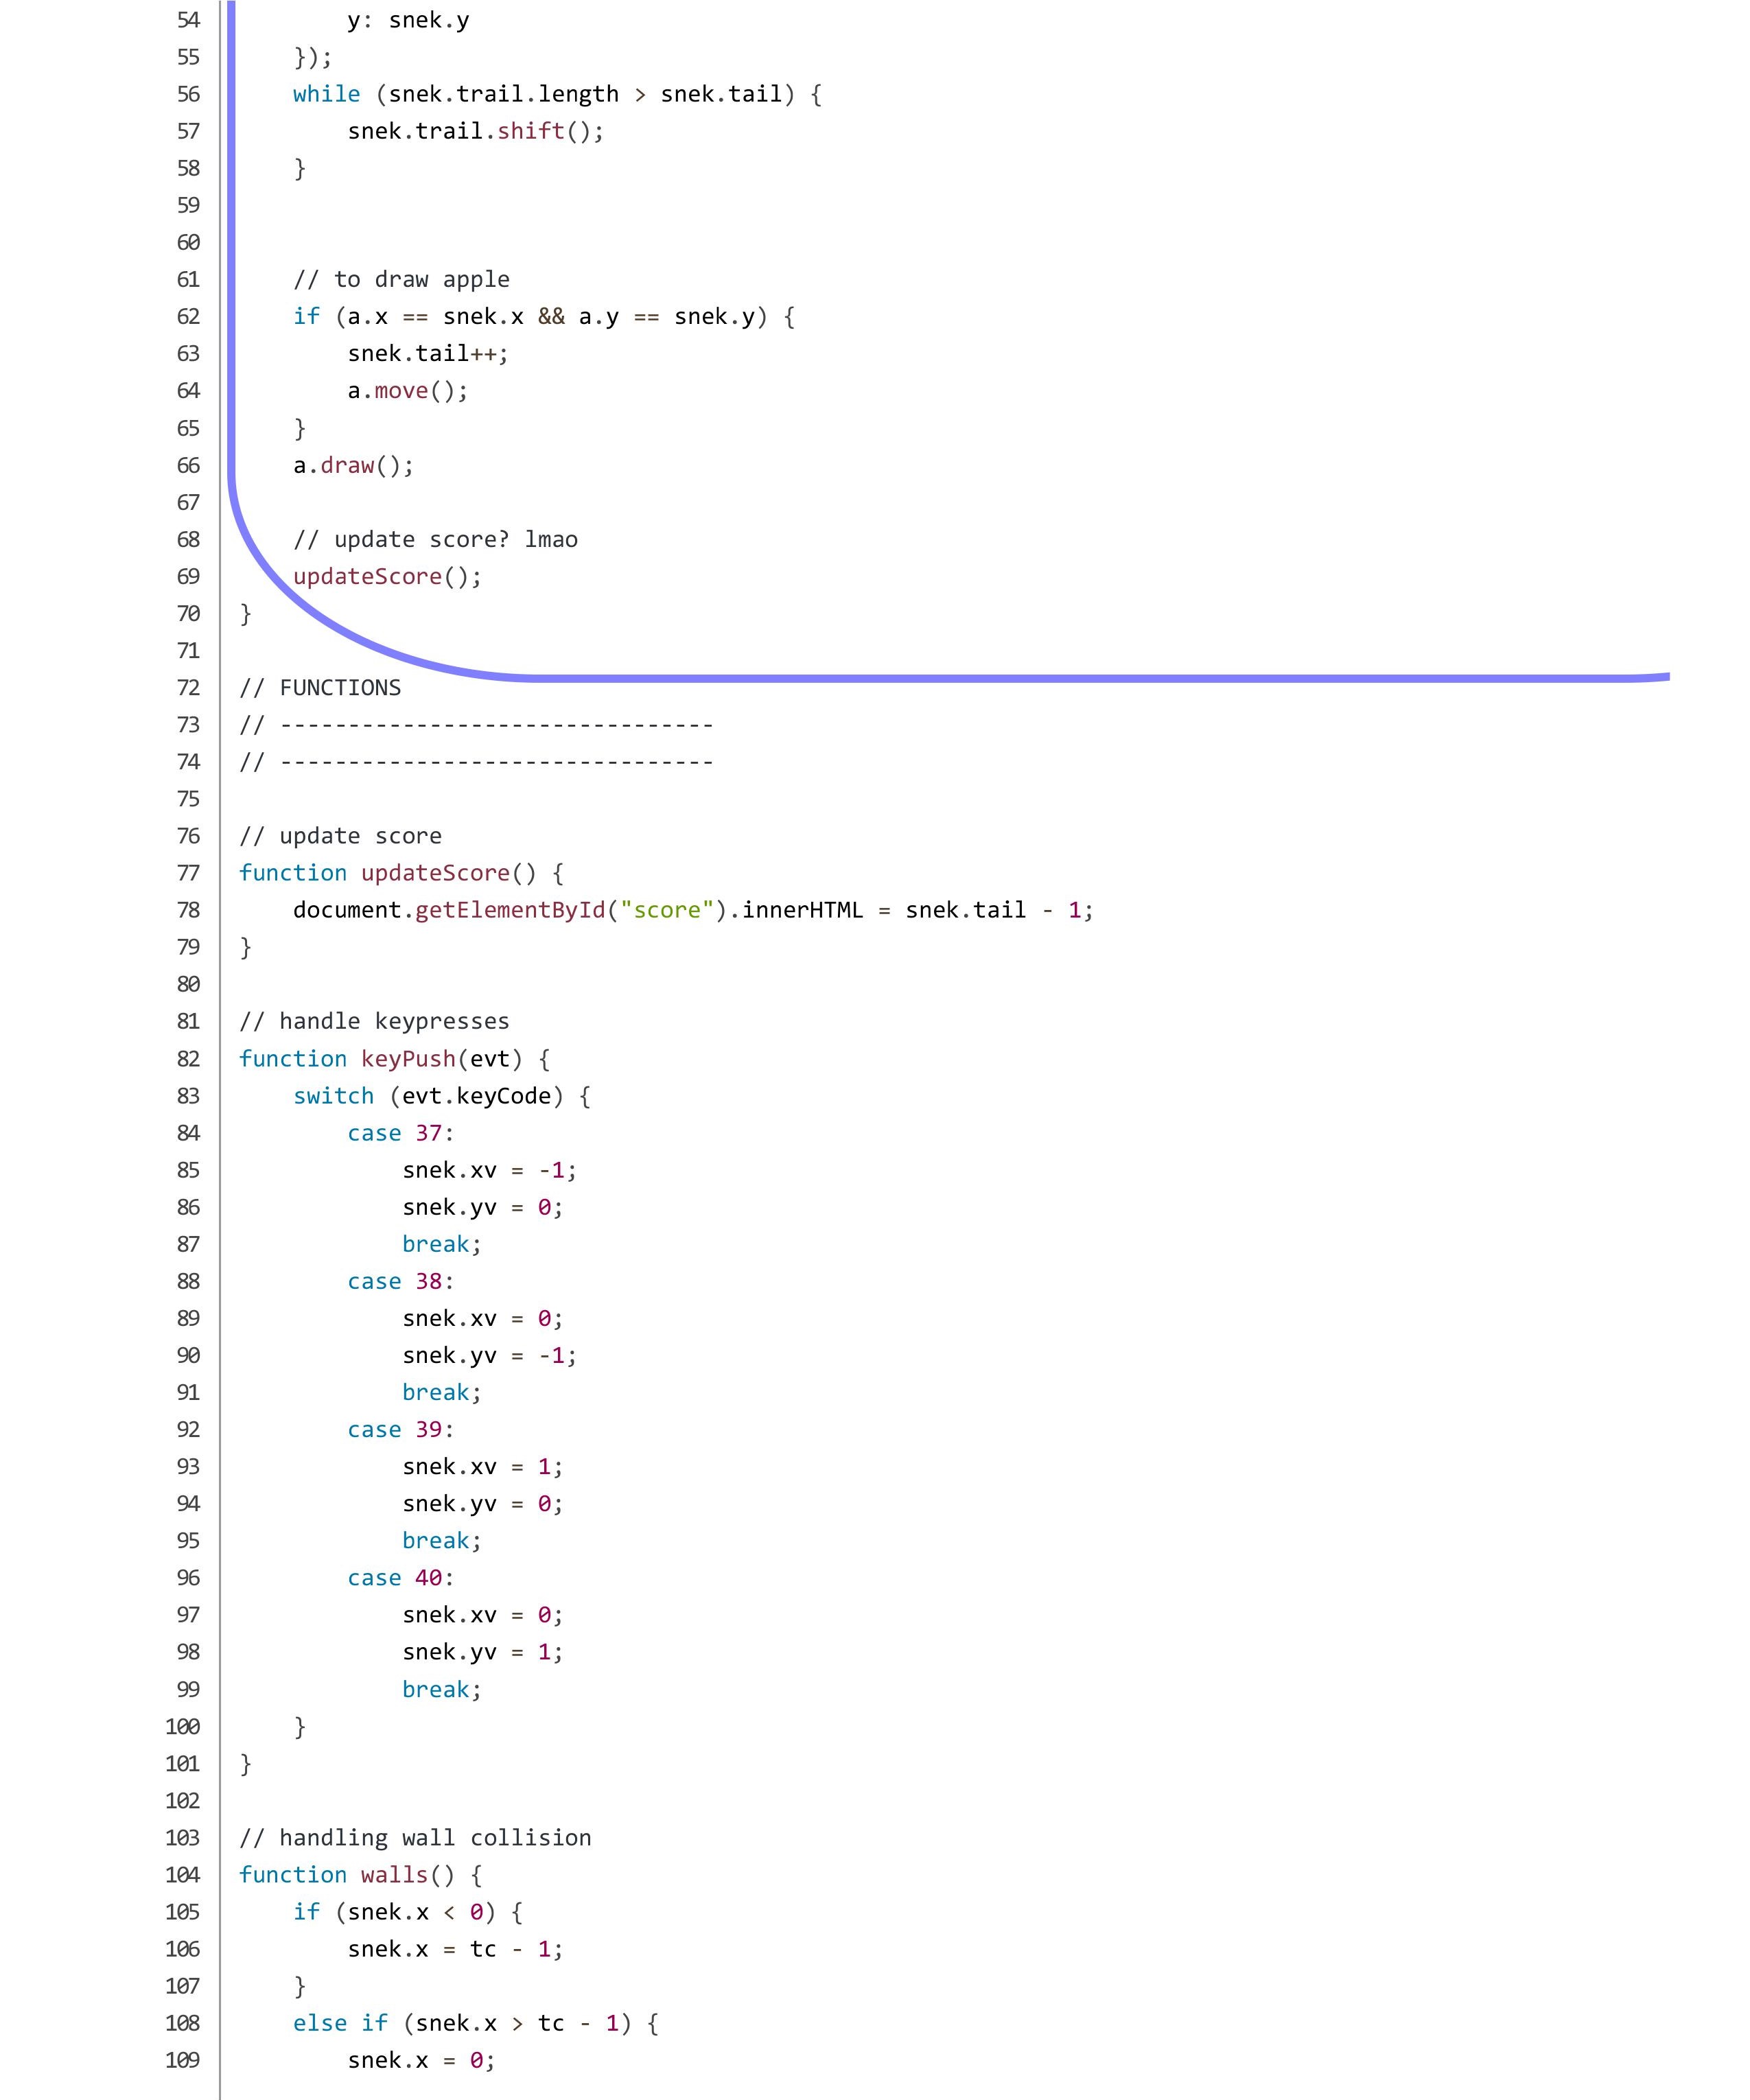 54         y: snek.y
55     });
56     while (snek.trail.length > snek.tail) {
57         snek.trail.shift();
58     }
59
60
61     // to draw apple
62     if (a.x == snek.x && a.y == snek.y) {
63         snek.tail++;
64         a.move();
65     }
66     a.draw();
67
68     // update score? lmao
69     updateScore();
70 }
71
72 // FUNCTIONS
73 // --------------------------------
74 // --------------------------------
75
76 // update score
77 function updateScore() {
78     document.getElementById("score").innerHTML = snek.tail - 1;
79 }
80
81 // handle keypresses
82 function keyPush(evt) {
83     switch (evt.keyCode) {
84         case 37:
85             snek.xv = -1;
86             snek.yv = 0;
87             break;
88         case 38:
89             snek.xv = 0;
90             snek.yv = -1;
91             break;
92         case 39:
93             snek.xv = 1;
94             snek.yv = 0;
95             break;
96         case 40:
97             snek.xv = 0;
98             snek.yv = 1;
99             break;
100     }
101 }
102
103 // handling wall collision
104 function walls() {
105     if (snek.x < 0) {
106         snek.x = tc - 1;
107     }
108     else if (snek.x > tc - 1) {
109         snek.x = 0;